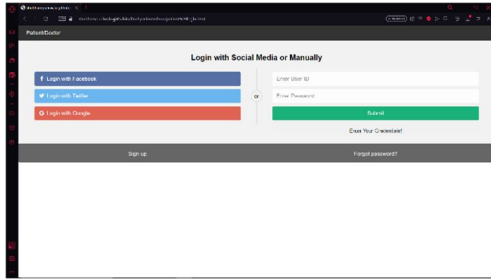 Patient/Doctor
Login with Social Media or Manually
Login with Facebook
Login with Twitter
Login with Google
or
Enter User ID
Enter Password
Submit
Enter Your Credentials!
Sign up
Forgot password?